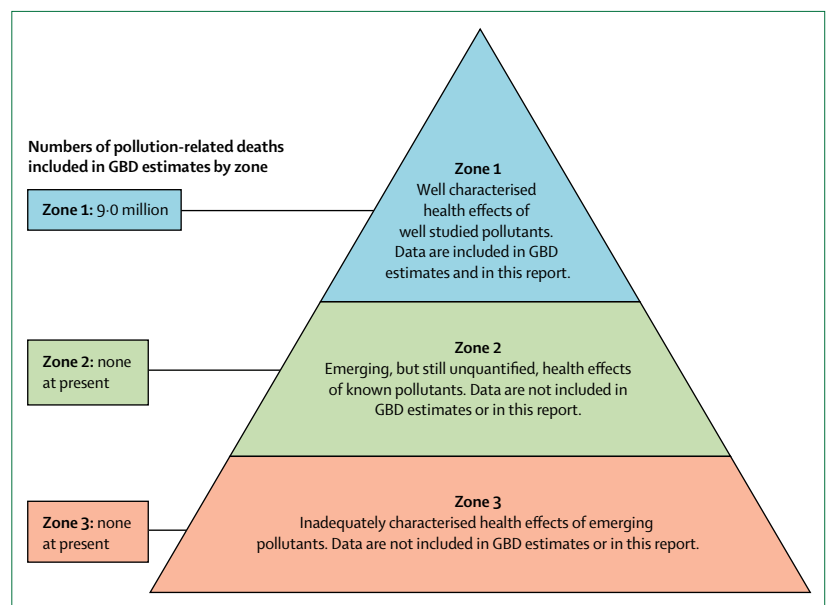 Numbers of pollution-related deaths
included in GBD estimates by zone
Zone 1: 9·0 million
Zone 1
Well characterised
health effects of
well studied pollutants.
Data are included in GBD
estimates and in this report.
Zone 2: none
at present
Zone 2
Emerging, but still unquantified, health effects
of known pollutants. Data are not included in
GBD estimates or in this report.
Zone 3: none
at present
Zone 3
Inadequately characterised health effects of emerging
pollutants. Data are not included in GBD estimates or in this report.